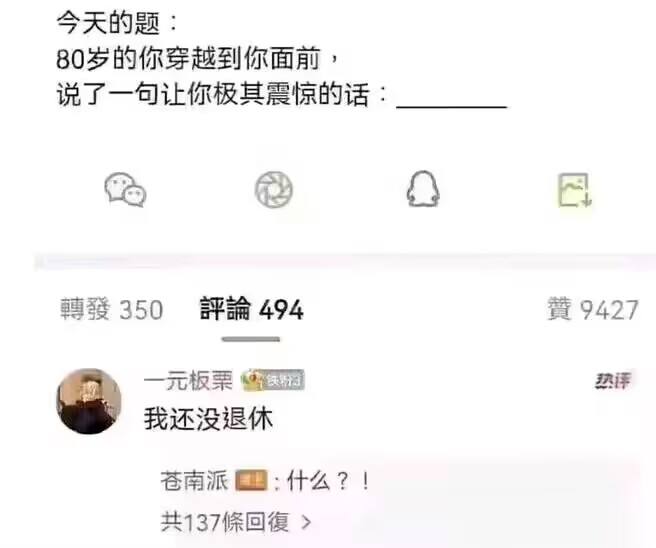 今天的题：
80岁的你穿越到你面前，
说了一句让你极其震惊的话：________
轉發 350 評論 494 贊 9427
一元板栗 铁粉3 热评
我还没退休
苍南派 : 什么？！
共137條回復 >